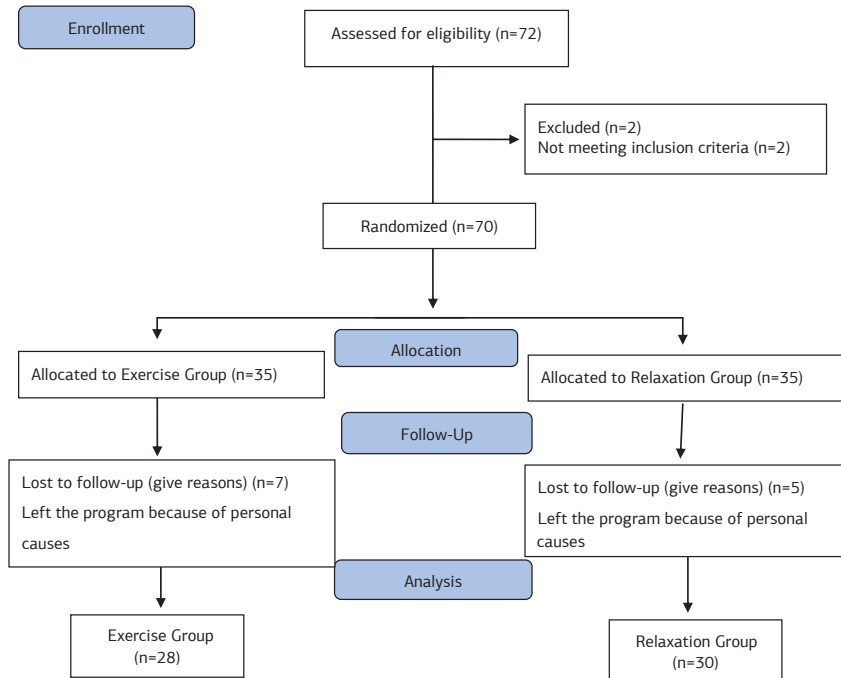 Enrollment
Assessed for eligibility (n=72)
Excluded (n=2)
Not meeting inclusion criteria (n=2)
Randomized (n=70)
Allocation
Allocated to Exercise Group (n=35)
Allocated to Relaxation Group (n=35)
Follow-Up
Lost to follow-up (give reasons) (n=7)
Left the program because of personal
causes
Lost to follow-up (give reasons) (n=5)
Left the program because of personal
causes
Analysis
Exercise Group
(n=28)
Relaxation Group
(n=30)